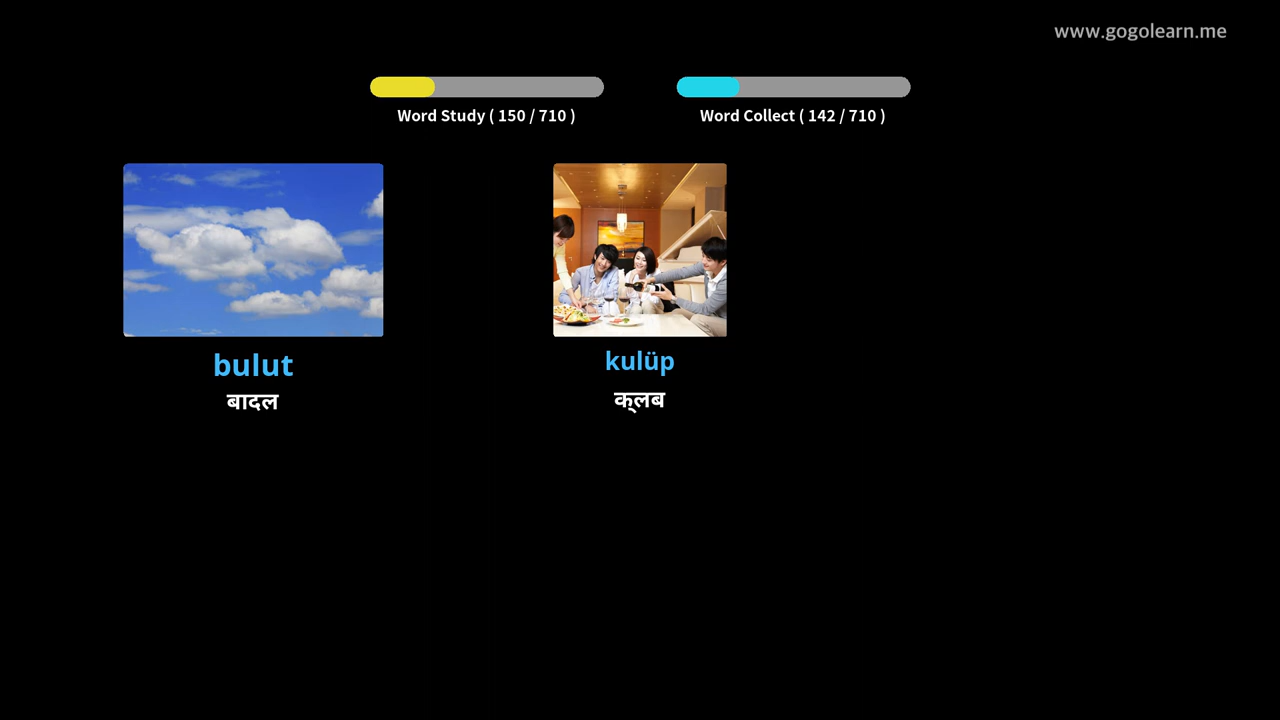 www.gogolearn.me
Word Study ( 150 / 710 )
Word Collect ( 142 / 710 )
bulut
बादल
kulüp
क्लब